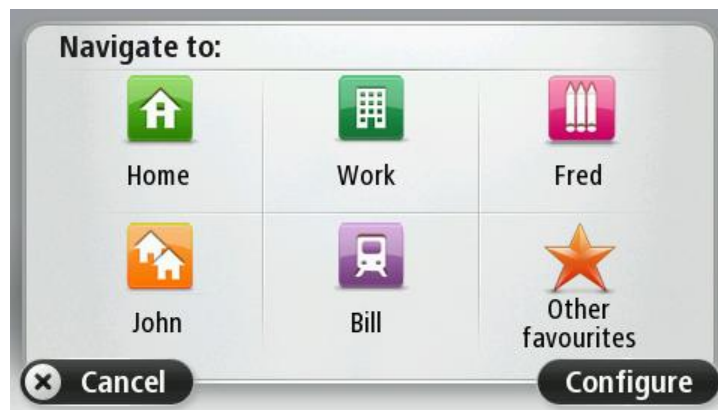 Navigate to:
Home
Work
Fred
John
Bill
Other
favourites
Cancel
Configure